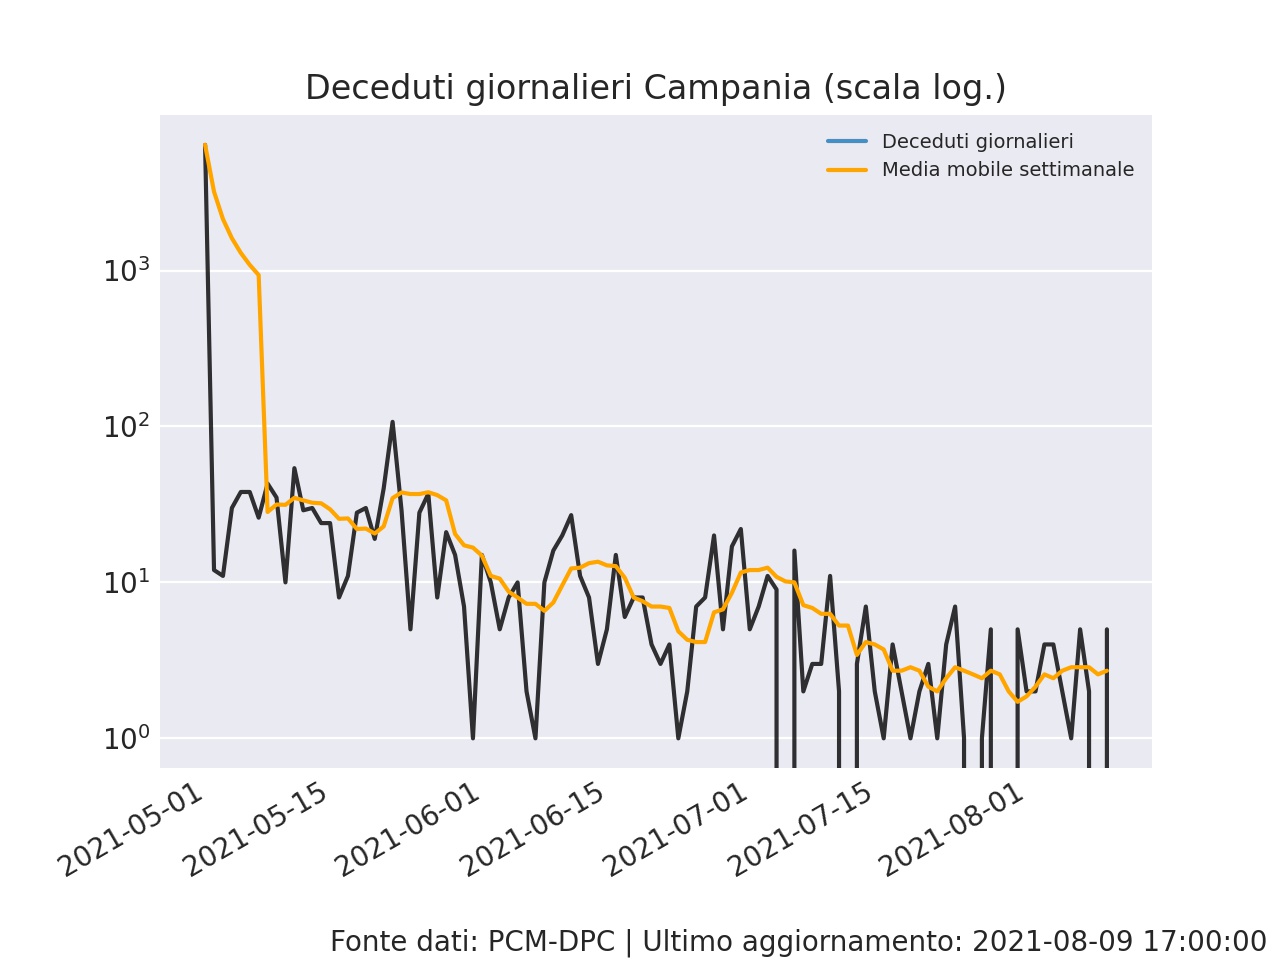 Deceduti giornalieri Campania (scala log.)
Deceduti giornalieri
Media mobile settimanale
10³
10²
10¹
10⁰
2021-05-01
2021-05-15
2021-06-01
2021-06-15
2021-07-01
2021-07-15
2021-08-01
Fonte dati: PCM-DPC | Ultimo aggiornamento: 2021-08-09 17:00:00